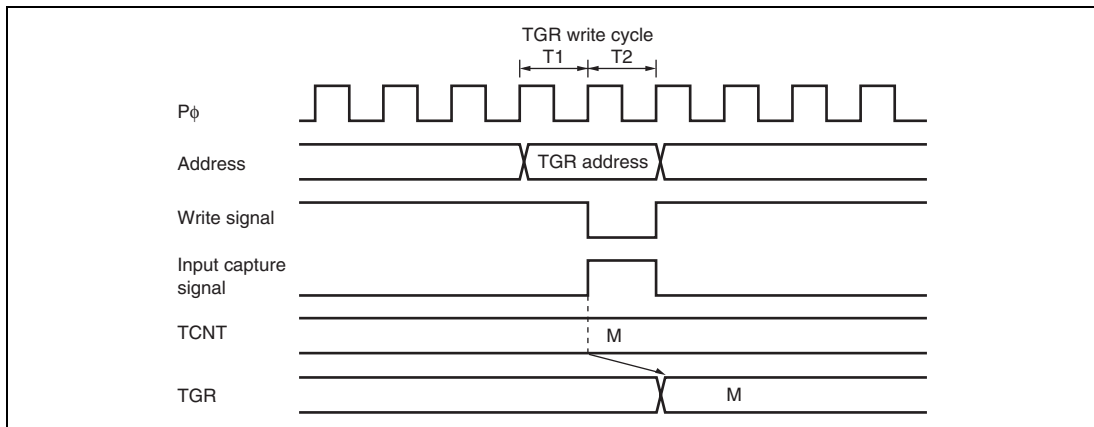 TGR write cycle
T1 T2
Pϕ
Address
TGR address
Write signal
Input capture
signal
TCNT
M
TGR
M